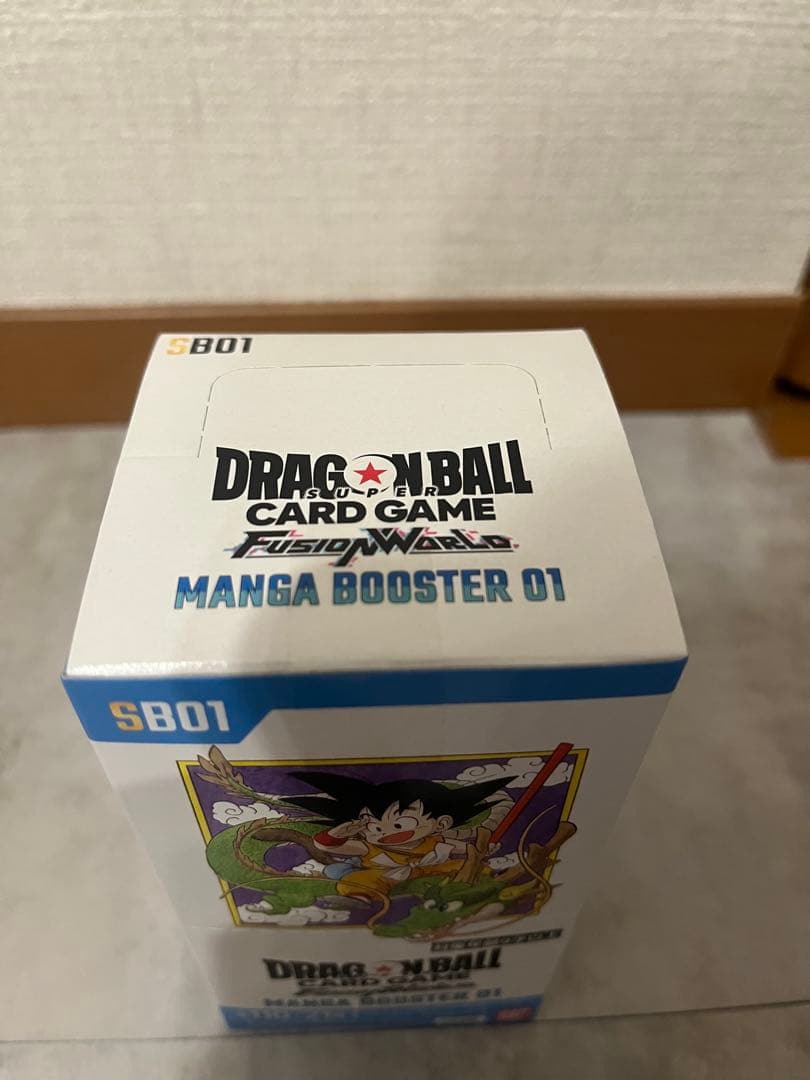 SB01
DRAGON BALL
SUPER
CARD GAME
FUSION WORLD
MANGA BOOSTER 01
SB01
DRAGON BALL
CARD GAME
MANGA BOOSTER 01